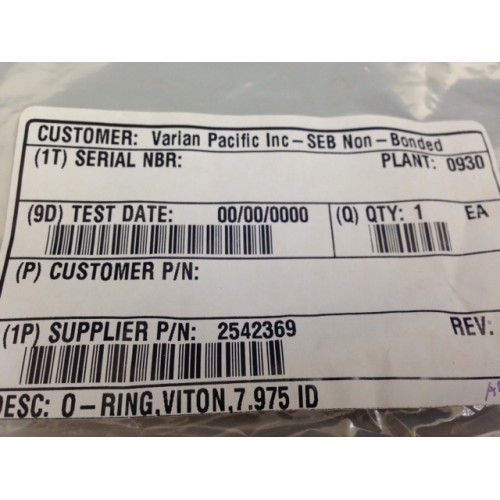 CUSTOMER: Varian Pacific Inc-SEB Non-Bonded
(1T) SERIAL NBR: PLANT: 0930
(9D) TEST DATE: 00/00/0000 (Q) QTY: 1 EA
(P) CUSTOMER P/N:
(1P) SUPPLIER P/N: 2542369 REV:
DESC: O-RING,VITON,7.975 ID